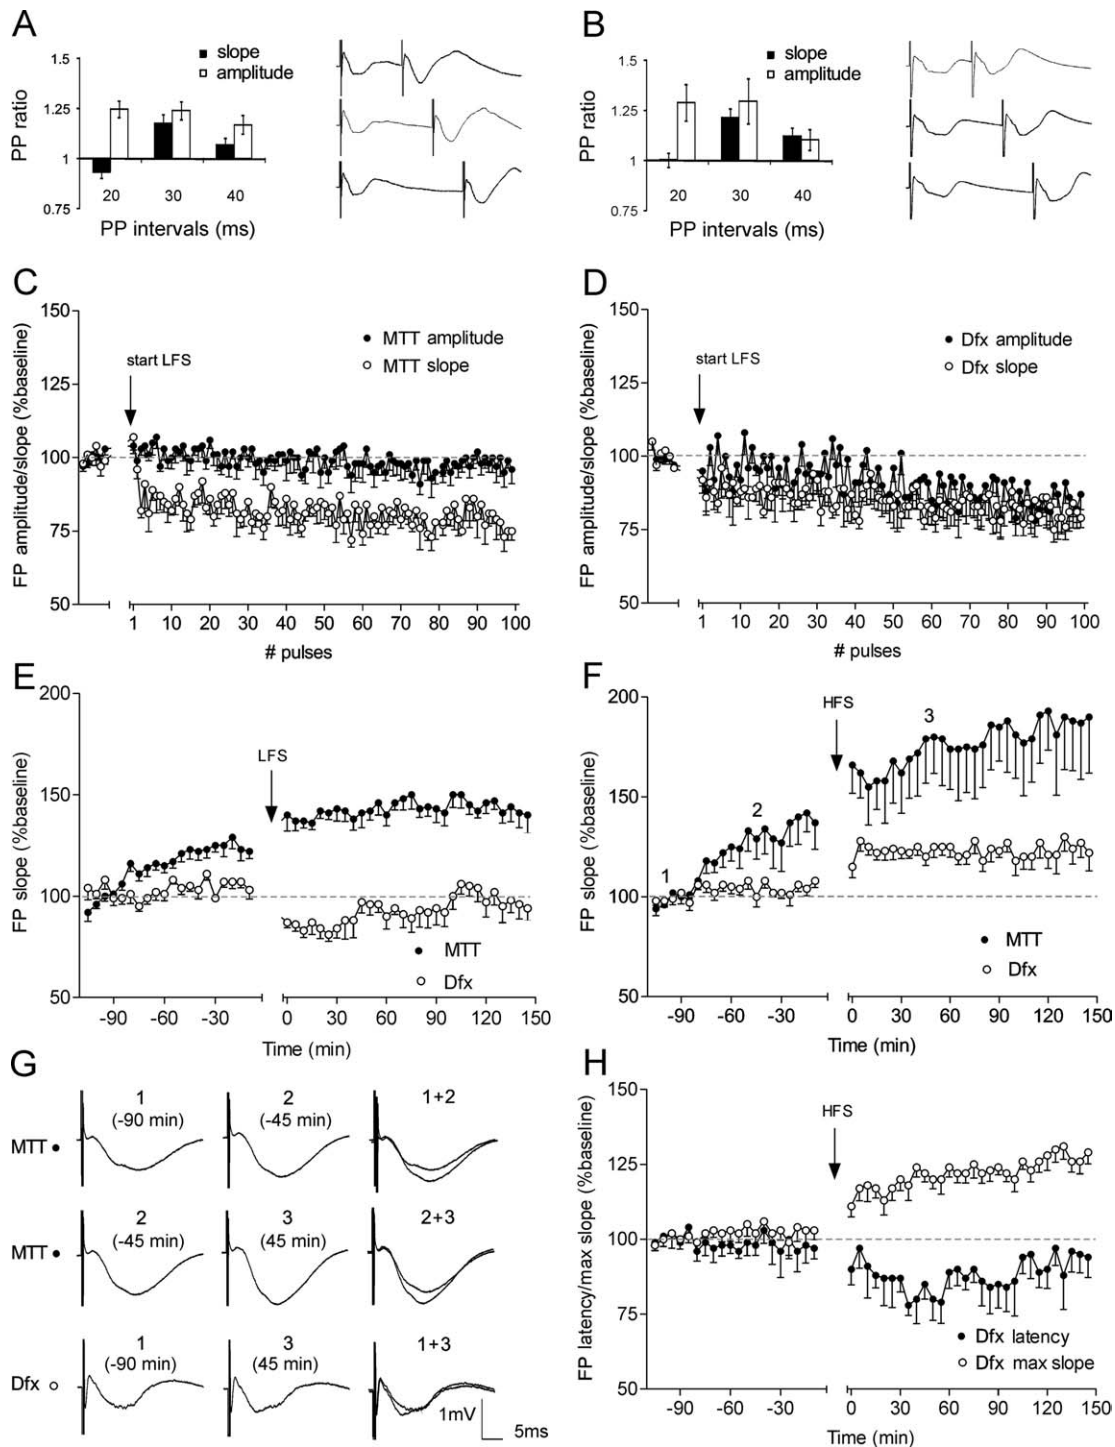 A
1.5
1.25
1
0.75
PP ratio
slope
amplitude
20 30 40
PP intervals (ms)
B
1.5
1.25
1
0.75
PP ratio
slope
amplitude
20 30 40
PP intervals (ms)
C
150
125
100
75
50
FP amplitude/slope (%baseline)
start LFS
MTT amplitude
MTT slope
1 10 20 30 40 50 60 70 80 90 100
# pulses
D
150
125
100
75
50
FP amplitude/slope (%baseline)
start LFS
Dfx amplitude
Dfx slope
1 10 20 30 40 50 60 70 80 90 100
# pulses
E
200
150
100
50
FP slope (%baseline)
LFS
MTT
Dfx
-90 -60 -30 0 30 60 90 120 150
Time (min)
F
200
150
100
50
FP slope (%baseline)
HFS
1
2
3
MTT
Dfx
-90 -60 -30 0 30 60 90 120 150
Time (min)
G
1 2 1+2
(-90 min) (-45 min)
MTT
2 3 2+3
(-45 min) (45 min)
MTT
1 3 1+3
(-90 min) (45 min)
Dfx
1mV
5ms
H
150
125
100
75
50
FP latency/max slope (%baseline)
HFS
Dfx latency
Dfx max slope
-90 -60 -30 0 30 60 90 120 150
Time (min)